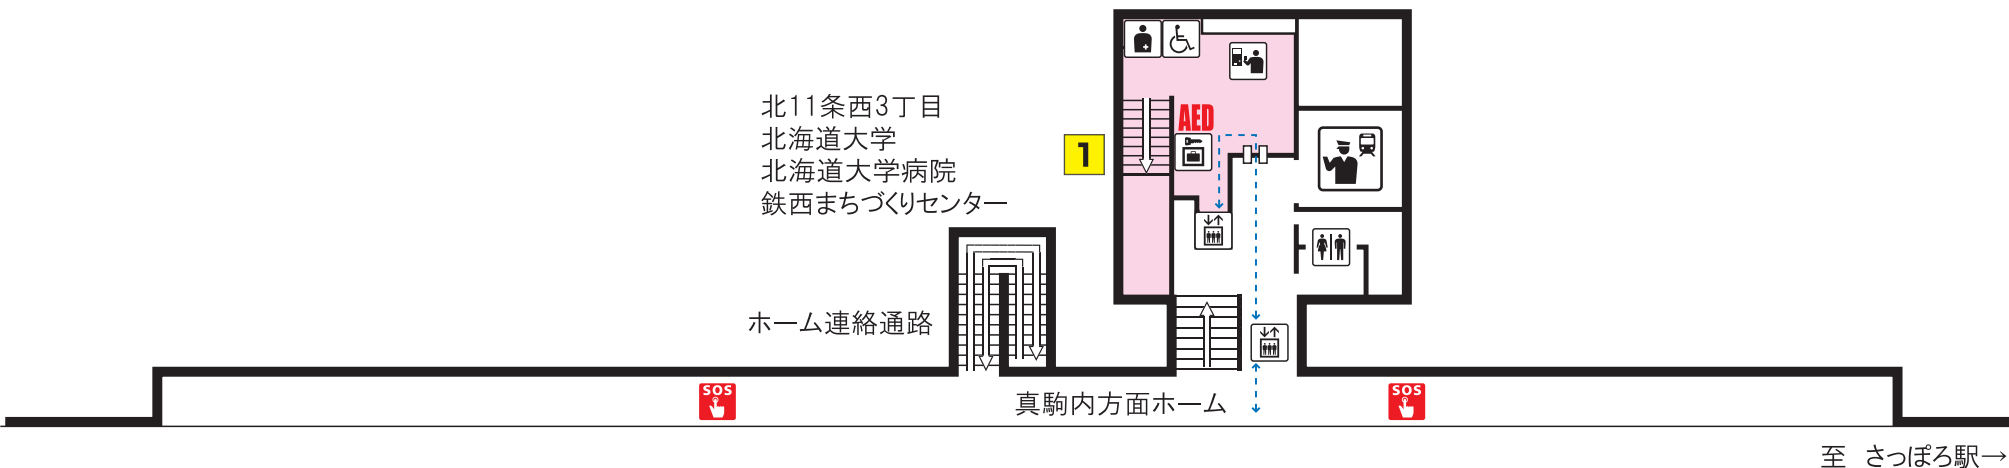 北11条西3丁目
北海道大学
北海道大学病院
鉄西まちづくりセンター
1
AED
ホーム連絡通路
SOS
真駒内方面ホーム
SOS
至 さっぽろ駅→